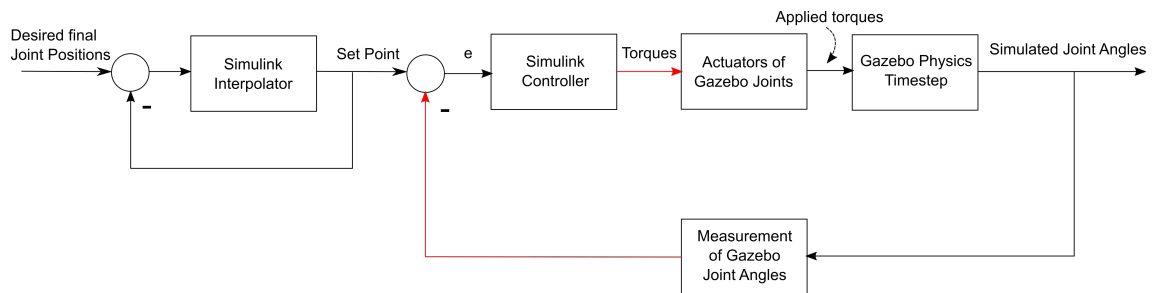 Desired final
Joint Positions
-
Simulink
Interpolator
Set Point
-
e
Simulink
Controller
Torques
Actuators of
Gazebo Joints
Applied torques
Gazebo Physics
Timestep
Simulated Joint Angles
Measurement
of Gazebo
Joint Angles